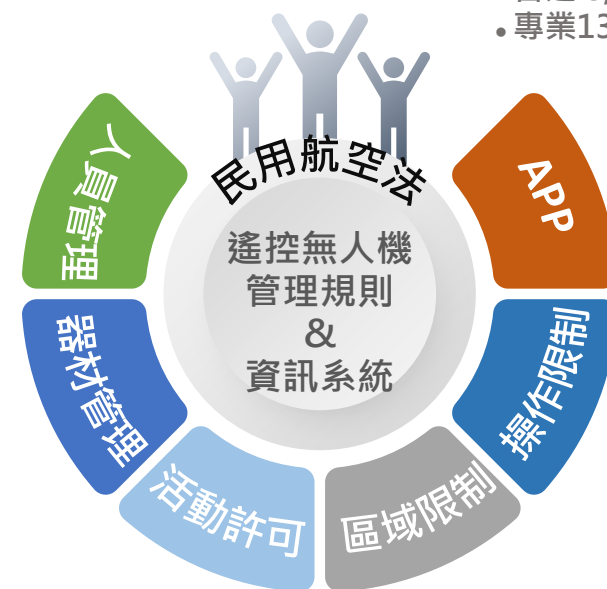 專業13
民用航空法
遙控無人機
管理規則
&
資訊系統
人員管理
器材管理
活動許可
區域限制
操作限制
APP